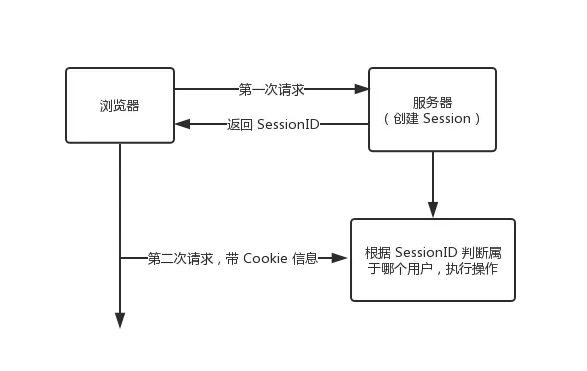 第一次请求
浏览器
服务器
（创建 Session）
返回 SessionID
第二次请求，带 Cookie 信息
根据 SessionID 判断属
于哪个用户，执行操作